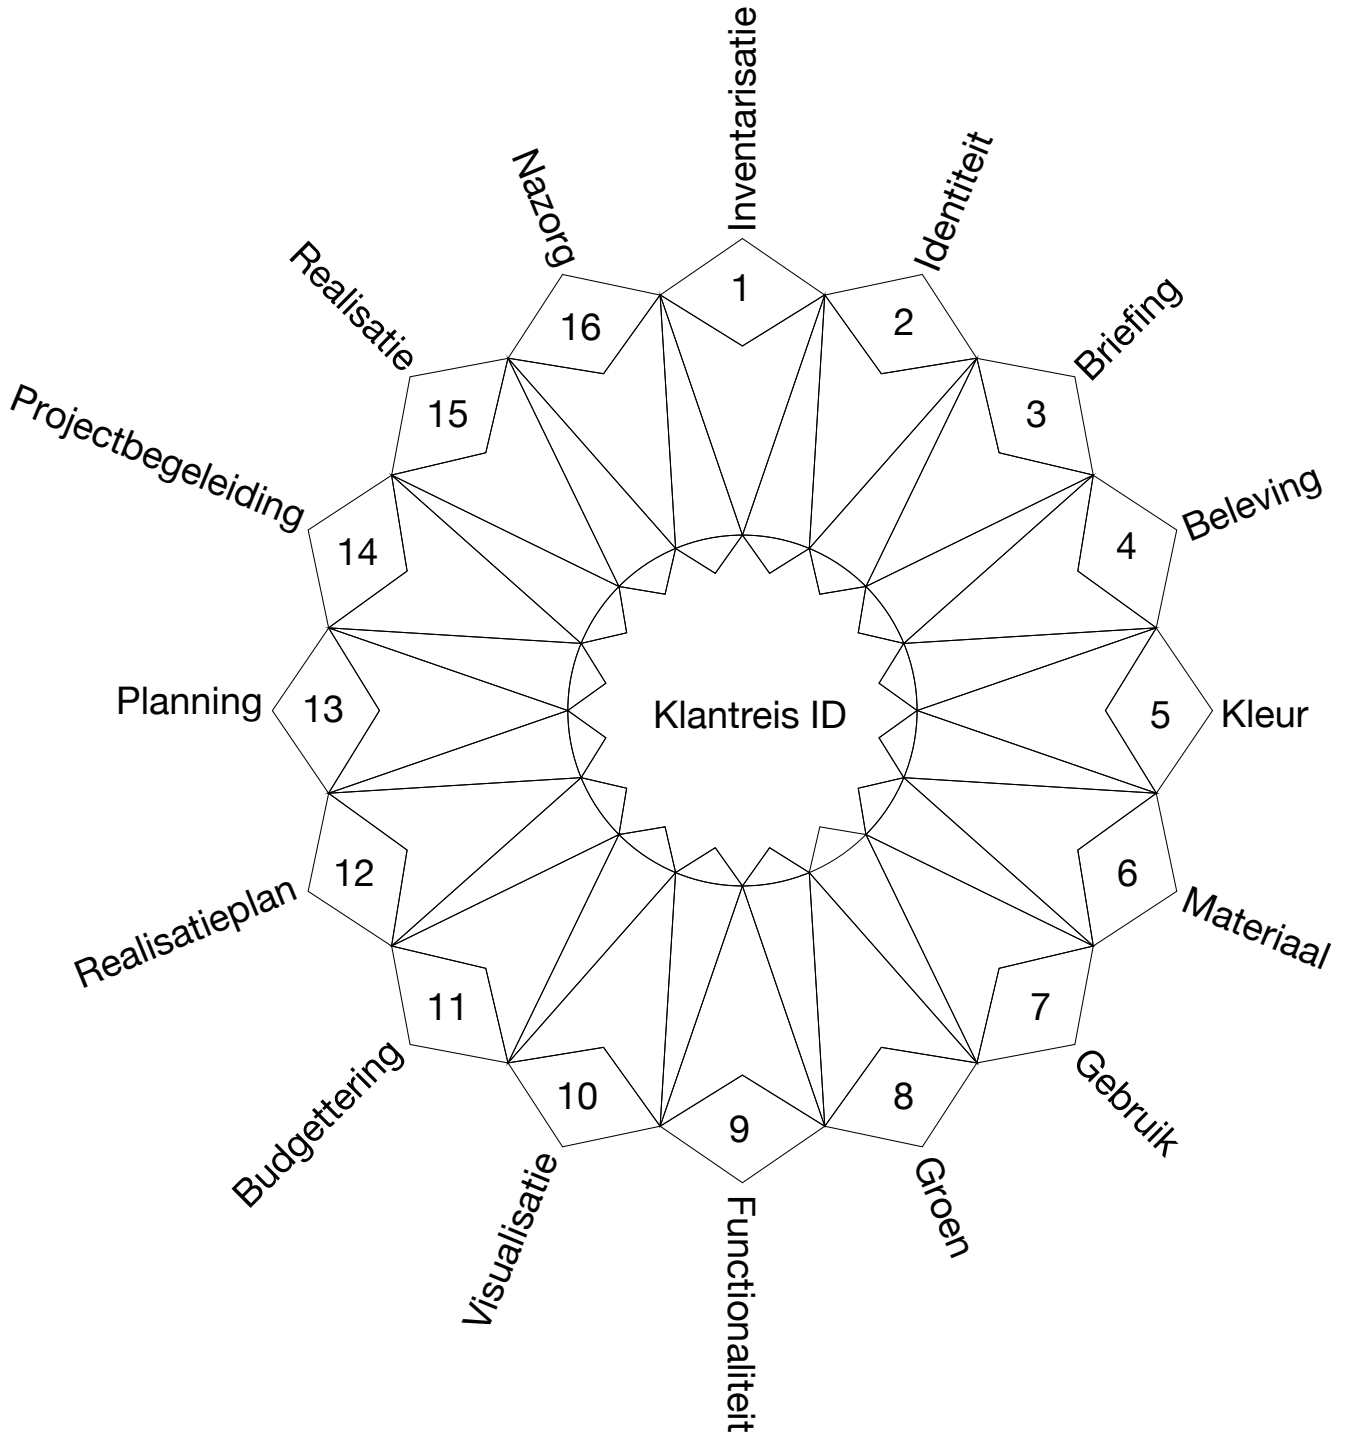 Inventarisatie
1
Identiteit
2
Briefing
3
Beleving
4
Kleur
5
Materiaal
6
Gebruik
7
Groen
8
Functionaliteit
9
Visualisatie
10
Budgettering
11
Realisatieplan
12
Planning
13
Projectbegeleiding
14
Realisatie
15
Nazorg
16
Klantreis ID